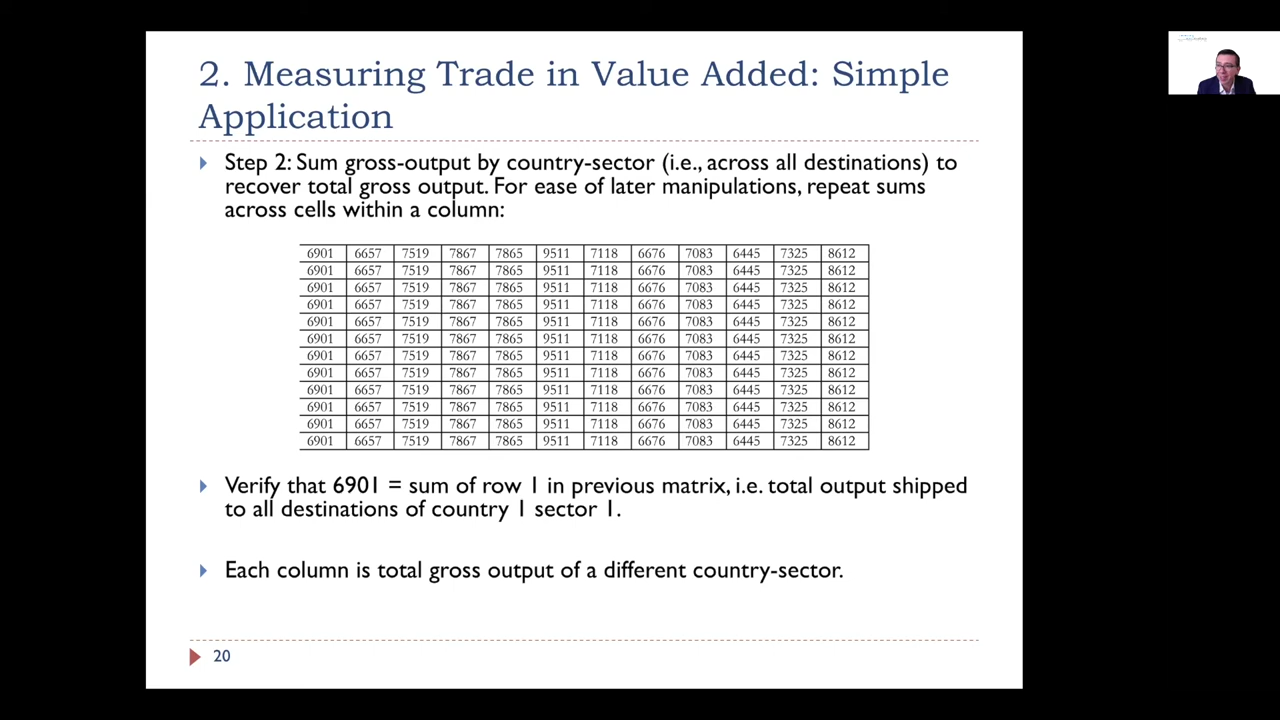 2. Measuring Trade in Value Added: Simple
Application
Step 2: Sum gross-output by country-sector (i.e., across all destinations) to
recover total gross output. For ease of later manipulations, repeat sums
across cells within a column:
6901 6657 7519 7867 7865 9511 7118 6676 7083 6445 7325 8612
6901 6657 7519 7867 7865 9511 7118 6676 7083 6445 7325 8612
6901 6657 7519 7867 7865 9511 7118 6676 7083 6445 7325 8612
6901 6657 7519 7867 7865 9511 7118 6676 7083 6445 7325 8612
6901 6657 7519 7867 7865 9511 7118 6676 7083 6445 7325 8612
6901 6657 7519 7867 7865 9511 7118 6676 7083 6445 7325 8612
6901 6657 7519 7867 7865 9511 7118 6676 7083 6445 7325 8612
6901 6657 7519 7867 7865 9511 7118 6676 7083 6445 7325 8612
6901 6657 7519 7867 7865 9511 7118 6676 7083 6445 7325 8612
6901 6657 7519 7867 7865 9511 7118 6676 7083 6445 7325 8612
6901 6657 7519 7867 7865 9511 7118 6676 7083 6445 7325 8612
6901 6657 7519 7867 7865 9511 7118 6676 7083 6445 7325 8612
Verify that 6901 = sum of row 1 in previous matrix, i.e. total output shipped
to all destinations of country 1 sector 1.
Each column is total gross output of a different country-sector.
20